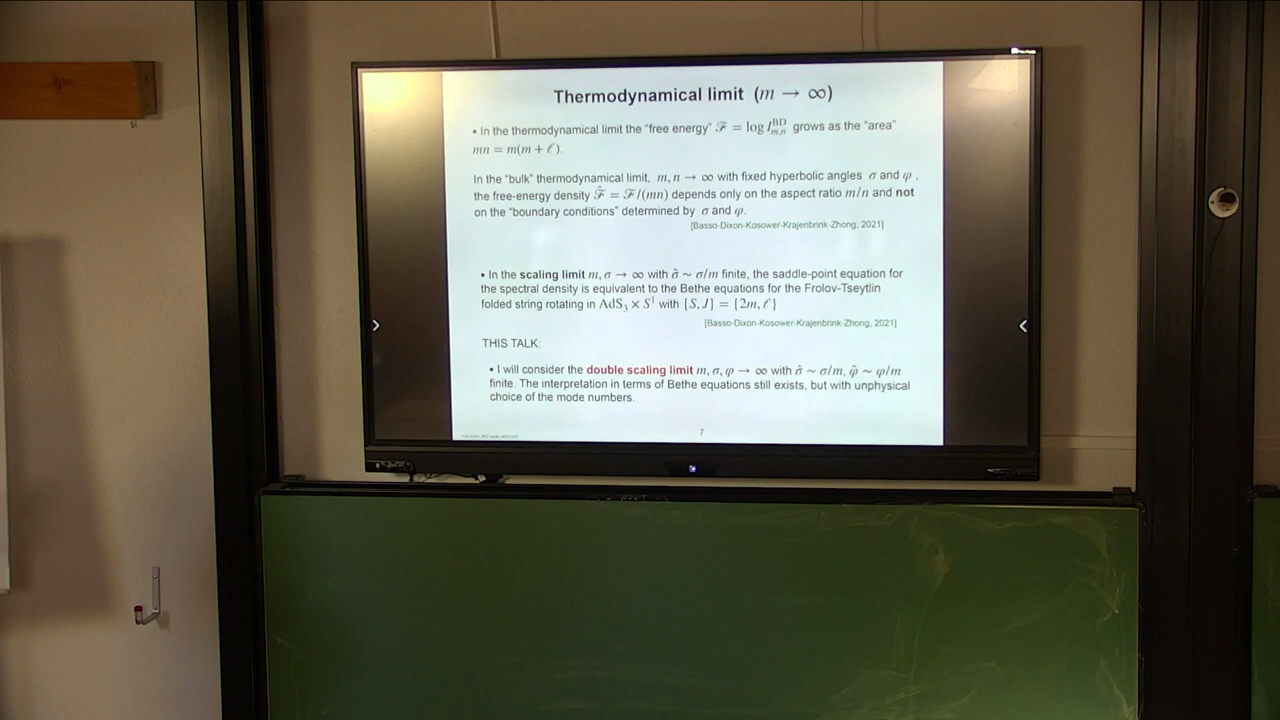 Thermodynamical limit (m → ∞)
• In the thermodynamical limit the "free energy" ℱ = log I^BD_{m,n} grows as the "area"
mn = m(m + ℓ).
In the "bulk" thermodynamical limit, m, n → ∞ with fixed hyperbolic angles σ and φ ,
the free-energy density ℱ̂ = ℱ/(mn) depends only on the aspect ratio m/n and not
on the "boundary conditions" determined by σ and φ.
[Basso-Dixon-Kosower-Krajenbrink-Zhong, 2021]
• In the scaling limit m, σ → ∞ with σ̂ ∼ σ/m finite, the saddle-point equation for
the spectral density is equivalent to the Bethe equations for the Frolov-Tseytlin
folded string rotating in AdS₃ × S¹ with {S, J} = {2m, ℓ}
[Basso-Dixon-Kosower-Krajenbrink-Zhong, 2021]
THIS TALK:
• I will consider the double scaling limit m, σ, φ → ∞ with σ̂ ∼ σ/m, φ̂ ∼ φ/m
finite. The interpretation in terms of Bethe equations still exists, but with unphysical
choice of the mode numbers.
7